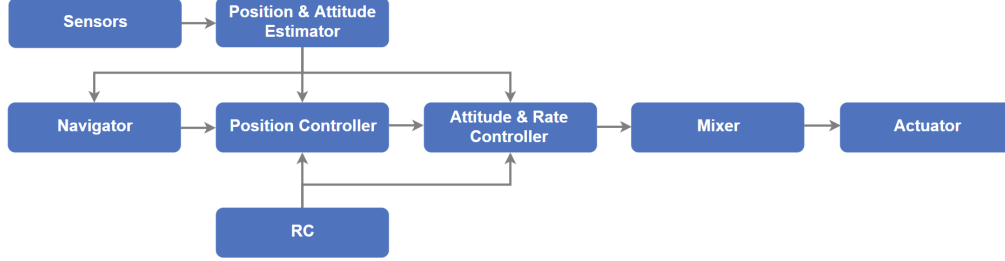 Sensors
Position & Attitude
Estimator
Navigator
Position Controller
Attitude & Rate
Controller
Mixer
Actuator
RC